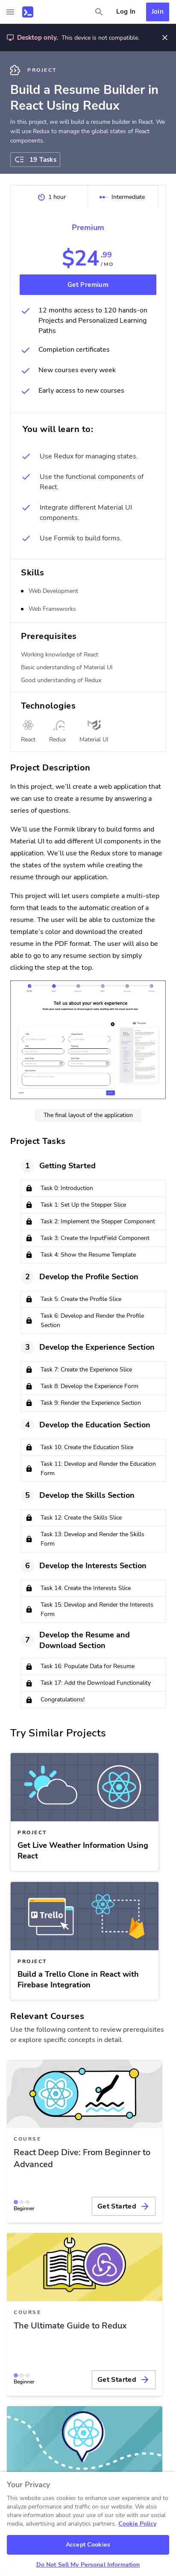 Log In
Join
Desktop only. This device is not compatible.
PROJECT
Build a Resume Builder in
React Using Redux
In this project, we will build a resume builder in React. We
will use Redux to manage the global states of React
components.
19 Tasks
1 hour
Intermediate
Premium
$24.99
/MO
Get Premium
12 months access to 120 hands-on
Projects and Personalized Learning
Paths
Completion certificates
New courses every week
Early access to new courses
You will learn to:
Use Redux for managing states.
Use the functional components of
React.
Integrate different Material UI
components.
Use Formik to build forms.
Skills
Web Development
Web Frameworks
Prerequisites
Working knowledge of React
Basic understanding of Material UI
Good understanding of Redux
Technologies
React
Redux
Material UI
Project Description
In this project, we’ll create a web application that
we can use to create a resume by answering a
series of questions.
We’ll use the Formik library to build forms and
Material UI to add different UI components in the
application. We’ll use the Redux store to manage
the states of the system while creating the
resume through our application.
This project will let users complete a multi-step
form that leads to the automatic creation of a
resume. The user will be able to update the
template’s color and download the created
resume in the PDF format. The user will also be
able to go to any resume section by simply
clicking the step at the top.
Tell us about your work experience
The final layout of the application
Project Tasks
1 Getting Started
Task 0: Introduction
Task 1: Set Up the Stepper Slice
Task 2: Implement the Stepper Component
Task 3: Create the InputField Component
Task 4: Show the Resume Template
2 Develop the Profile Section
Task 5: Create the Profile Slice
Task 6: Develop and Render the Profile
Section
3 Develop the Experience Section
Task 7: Create the Experience Slice
Task 8: Develop the Experience Form
Task 9: Render the Experience Section
4 Develop the Education Section
Task 10: Create the Education Slice
Task 11: Develop and Render the Education
Form
5 Develop the Skills Section
Task 12: Create the Skills Slice
Task 13: Develop and Render the Skills
Form
6 Develop the Interests Section
Task 14: Create the Interests Slice
Task 15: Develop and Render the Interests
Form
7 Develop the Resume and
Download Section
Task 16: Populate Data for Resume
Task 17: Add the Download Functionality
Congratulations!
Try Similar Projects
PROJECT
Get Live Weather Information Using
React
Trello
PROJECT
Build a Trello Clone in React with
Firebase Integration
Relevant Courses
Use the following content to review prerequisites
or explore specific concepts in detail.
COURSE
React Deep Dive: From Beginner to
Advanced
Beginner
Get Started
COURSE
The Ultimate Guide to Redux
Beginner
Get Started
Your Privacy
This website uses cookies to enhance user experience and to
analyze performance and traffic on our website. We may
also share information about your use of our site with our social
media, advertising and analytics partners. Cookie Policy
Accept Cookies
Do Not Sell My Personal Information